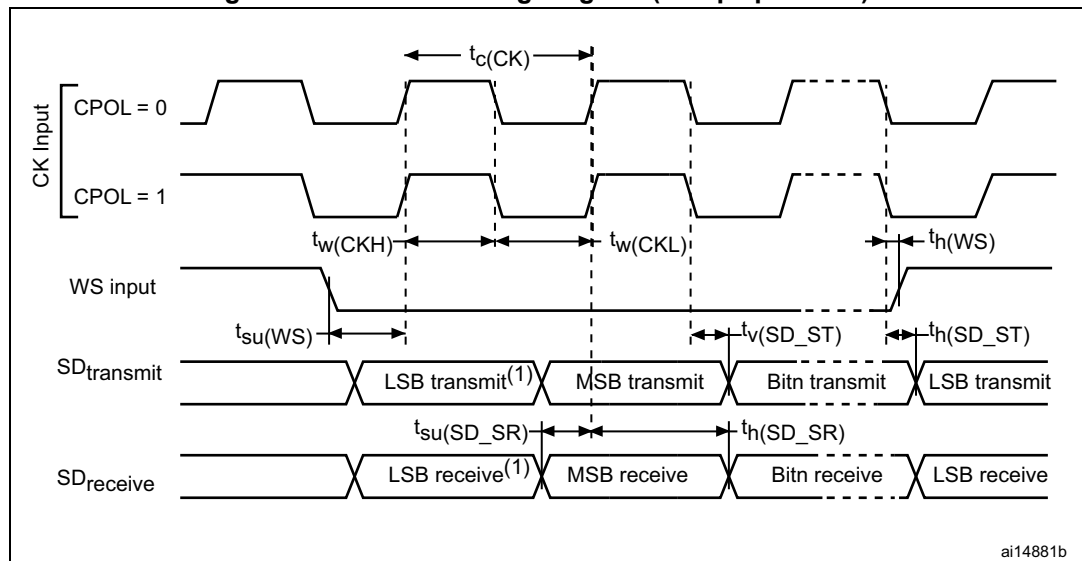 tc(CK)
CK Input
CPOL = 0
CPOL = 1
tw(CKH)
tw(CKL)
th(WS)
WS input
tsu(WS)
tv(SD_ST)
th(SD_ST)
SDtransmit
LSB transmit(1)
MSB transmit
Bitn transmit
LSB transmit
tsu(SD_SR)
th(SD_SR)
SDreceive
LSB receive(1)
MSB receive
Bitn receive
LSB receive
ai14881b